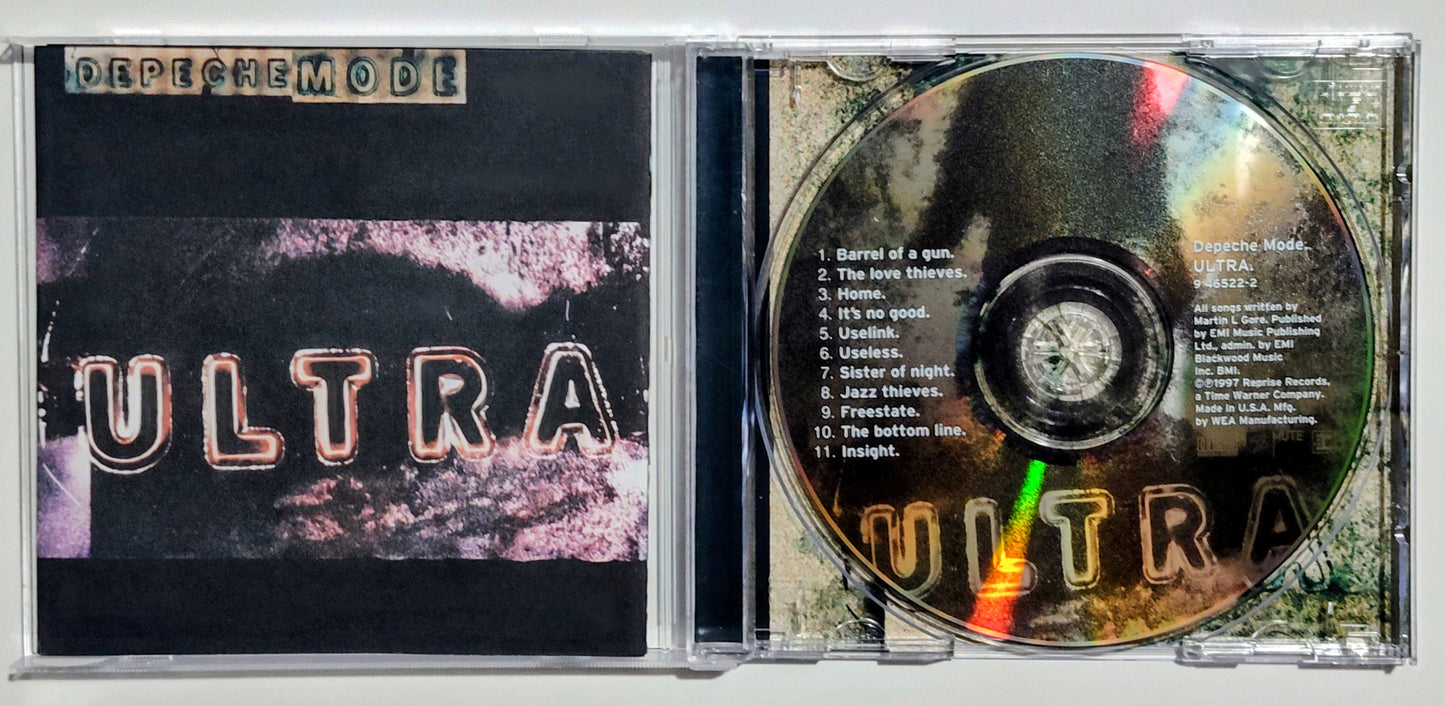 DEPECHE MODE
ULTRA
1. Barrel of a gun.
2. The love thieves.
3. Home.
4. It's no good.
5. Uselink.
6. Useless.
7. Sister of night.
8. Jazz thieves.
9. Freestate.
10. The bottom line.
11. Insight.
Depeche Mode.
ULTRA.
9 46522-2
All songs written by
Martin L Gore. Published
by EMI Music Publishing
Ltd., admin. by EMI
Blackwood Music
Inc. BMI.
©℗1997 Reprise Records,
a Time Warner Company.
Made in U.S.A. Mfg.
by WEA Manufacturing.
MUTE
ULTRA